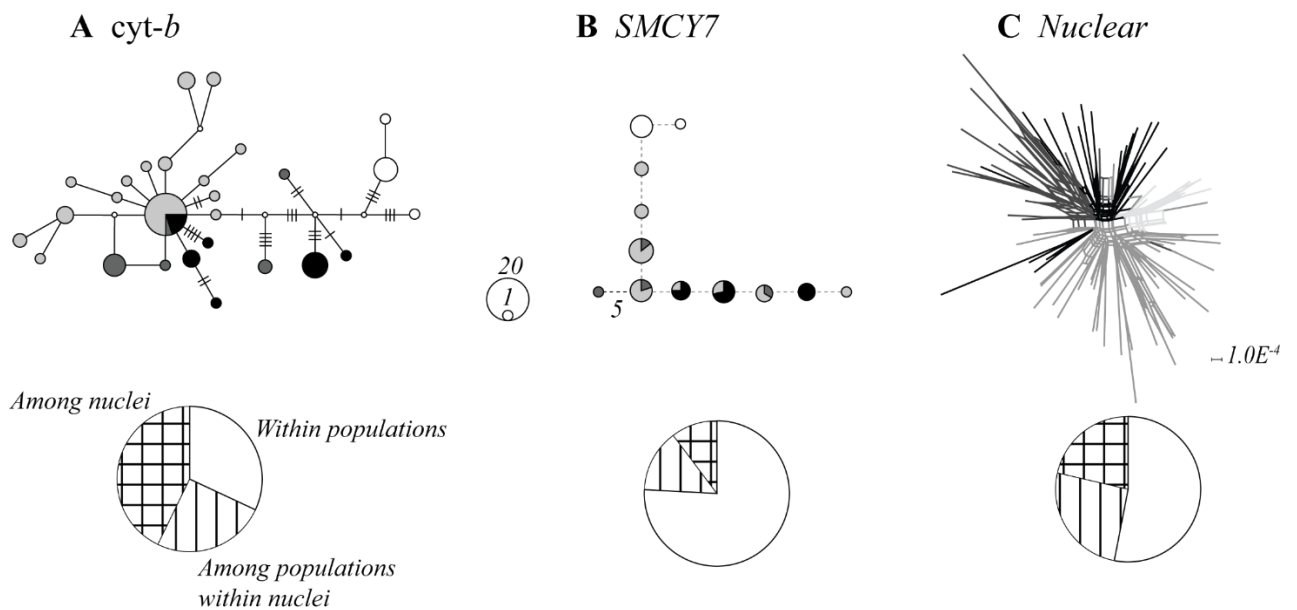 A cyt-b
B SMCY7
C Nuclear
20
1
5
1.0E-4
Among nuclei
Within populations
Among populations
within nuclei